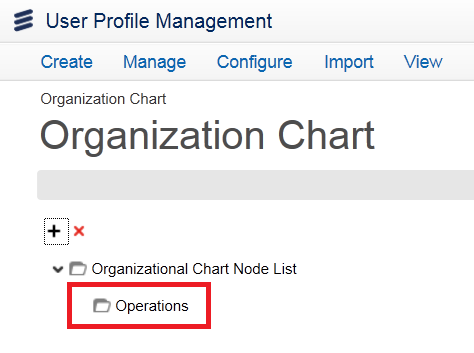 User Profile Management
Create Manage Configure Import View
Organization Chart
Organization Chart
Organizational Chart Node List
Operations